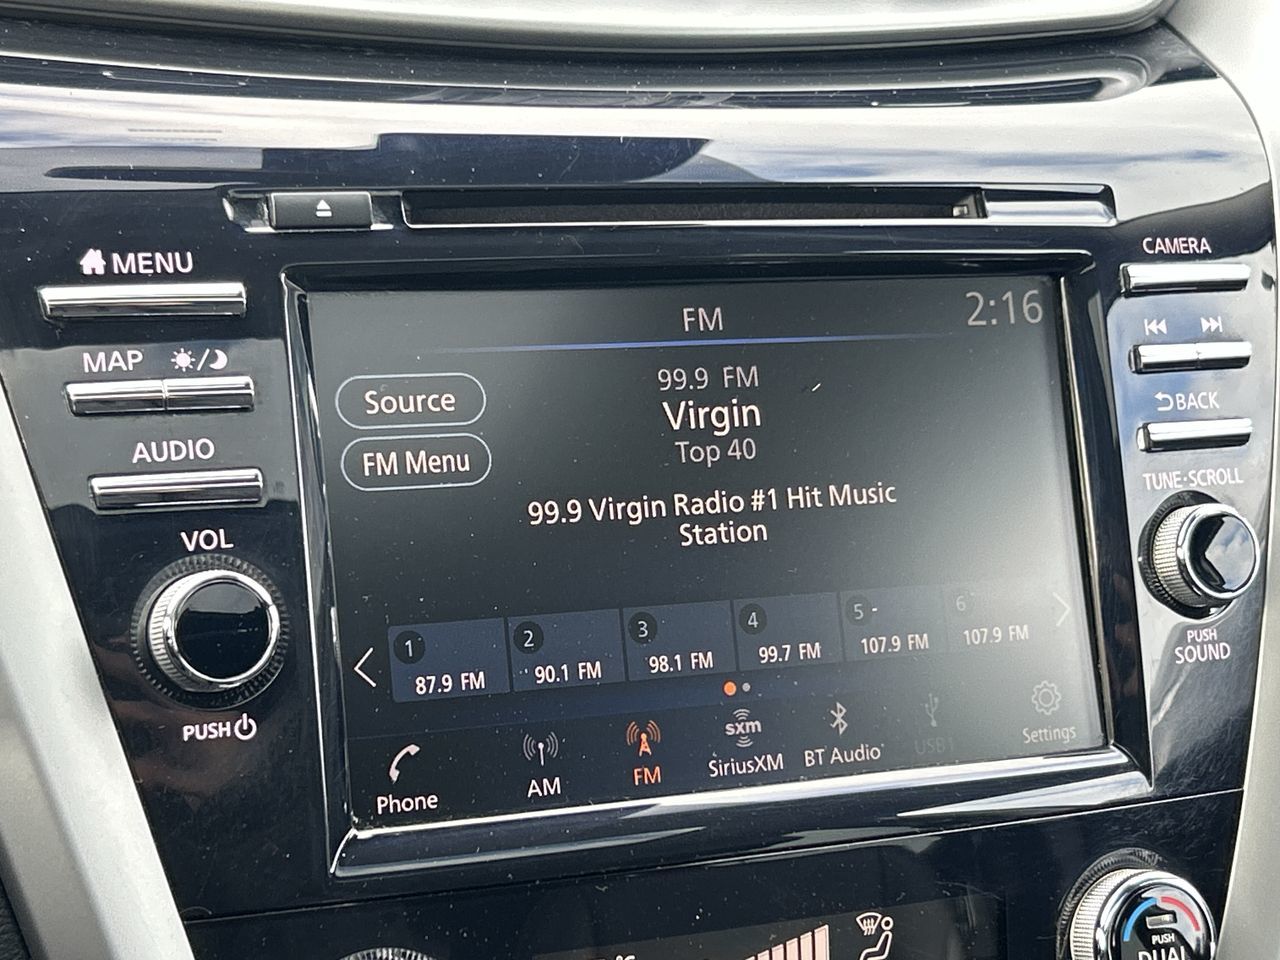 MENU
CAMERA
FM
2:16
MAP
99.9 FM
Source
Virgin
BACK
AUDIO
FM Menu
Top 40
TUNE·SCROLL
99.9 Virgin Radio #1 Hit Music
Station
VOL
1
2
3
4
5
6
87.9 FM
90.1 FM
98.1 FM
99.7 FM
107.9 FM
107.9 FM
PUSH
SOUND
PUSH
Phone
AM
FM
sxm
SiriusXM
BT Audio
USB1
Settings
PUSH
DUAL
°C